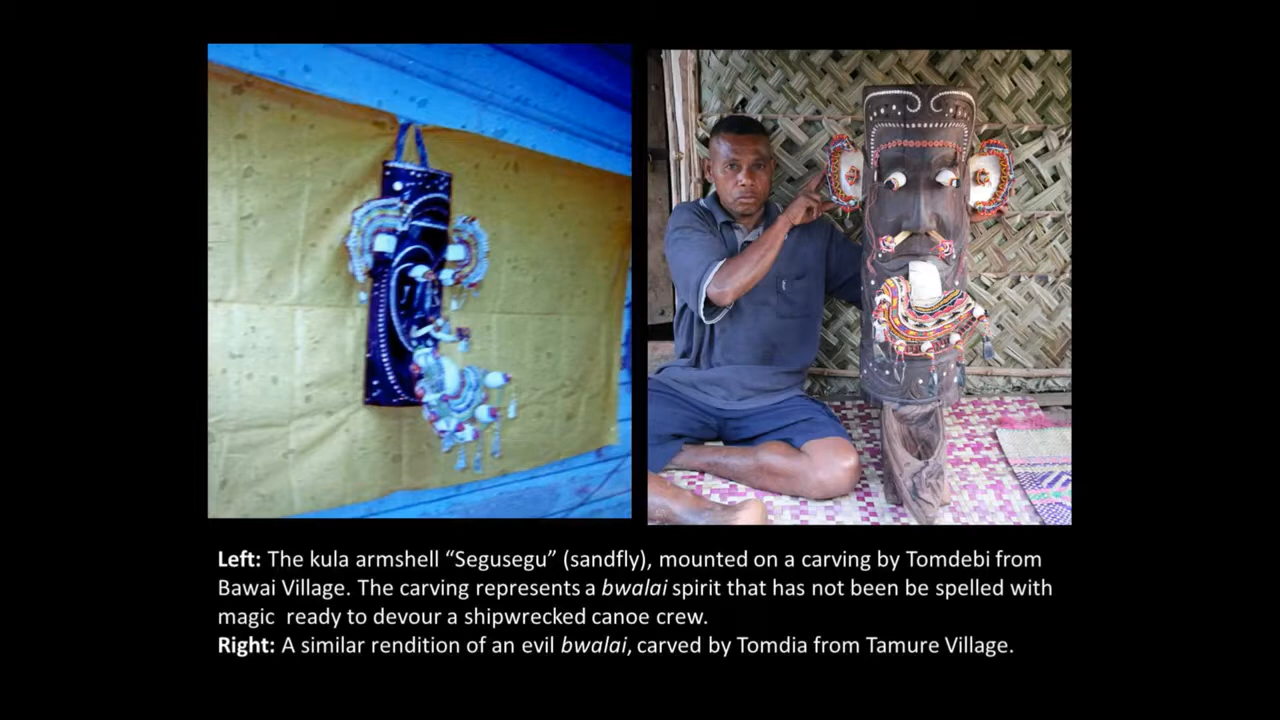 Left: The kula armshell “Segusegu” (sandfly), mounted on a carving by Tomdebi from
Bawai Village. The carving represents a bwalai spirit that has not been be spelled with
magic  ready to devour a shipwrecked canoe crew.
Right: A similar rendition of an evil bwalai, carved by Tomdia from Tamure Village.